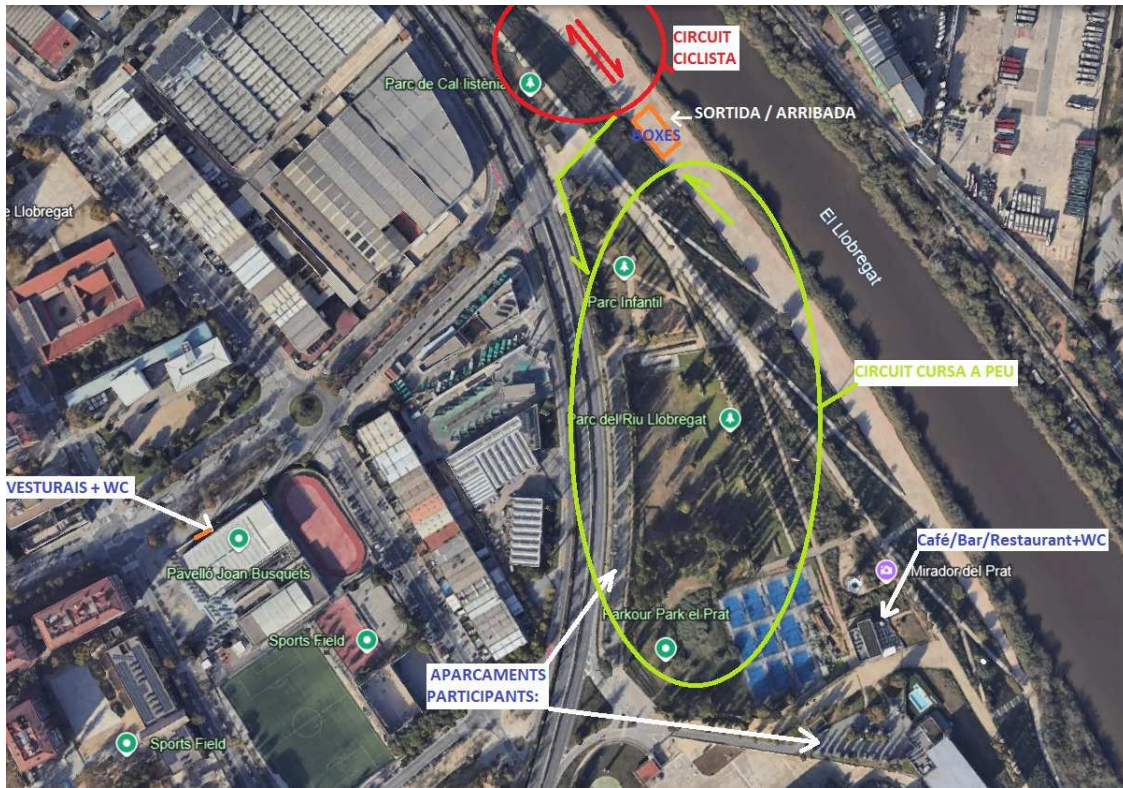 CIRCUIT
CICLISTA
Parc de Cal·listènia
SORTIDA / ARRIBADA
BOXES
e Llobregat
El Llobregat
Parc Infantil
CIRCUIT CURSA A PEU
Parc del Riu Llobregat
VESTURAIS + WC
Café/Bar/Restaurant+WC
Pavelló Joan Busquets
Mirador del Prat
Parkour Park el Prat
Sports Field
APARCAMENTS
PARTICIPANTS:
Sports Field